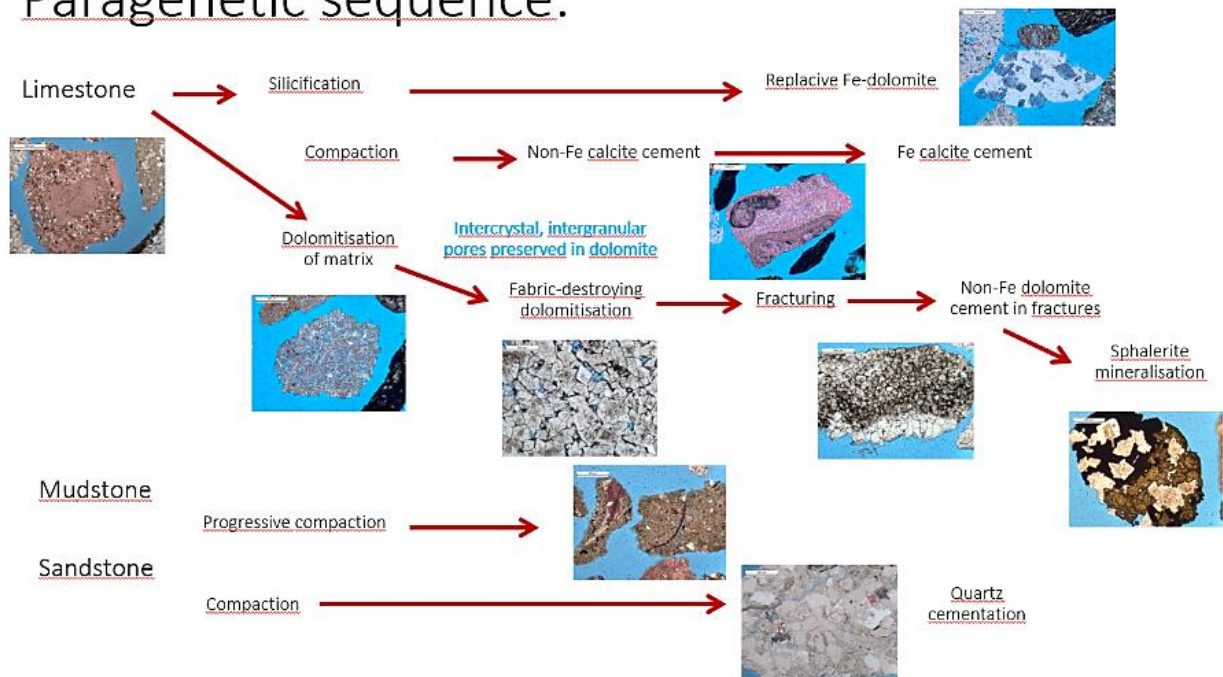 Paragenetic sequence:
Limestone
Silicification
Replacive Fe-dolomite
Compaction
Non-Fe calcite cement
Fe calcite cement
Dolomitisation
of matrix
Intercrystal, intergranular
pores preserved in dolomite
Fabric-destroying
dolomitisation
Fracturing
Non-Fe dolomite
cement in fractures
Sphalerite
mineralisation
Mudstone
Progressive compaction
Sandstone
Compaction
Quartz
cementation